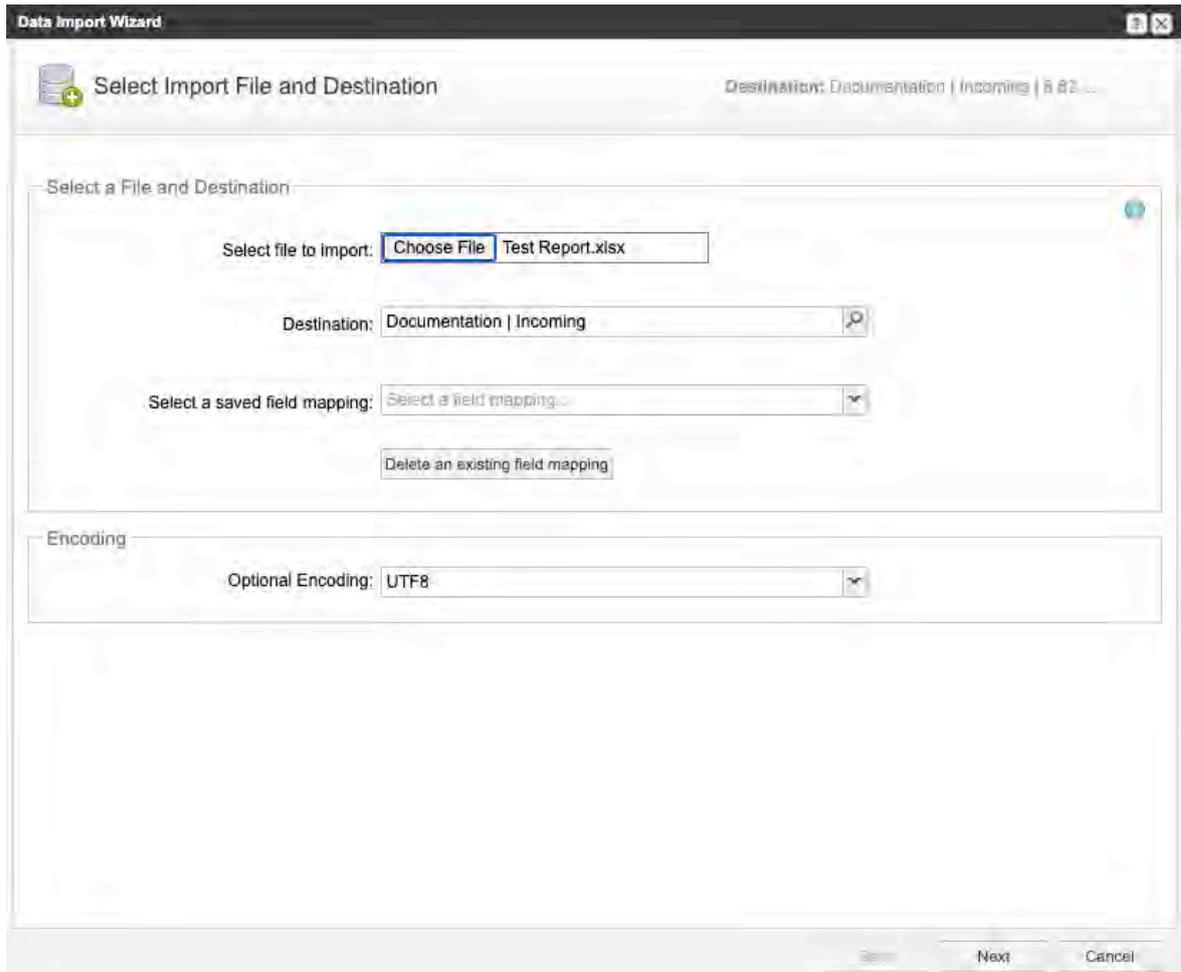 Data Import Wizard
Select Import File and Destination
Destination: Documentation | Incoming |
Select a File and Destination
Select file to import: Choose File Test Report.xlsx
Destination: Documentation | Incoming
Select a saved field mapping: Select a field mapping...
Delete an existing field mapping
Encoding
Optional Encoding: UTF8
Next Cancel